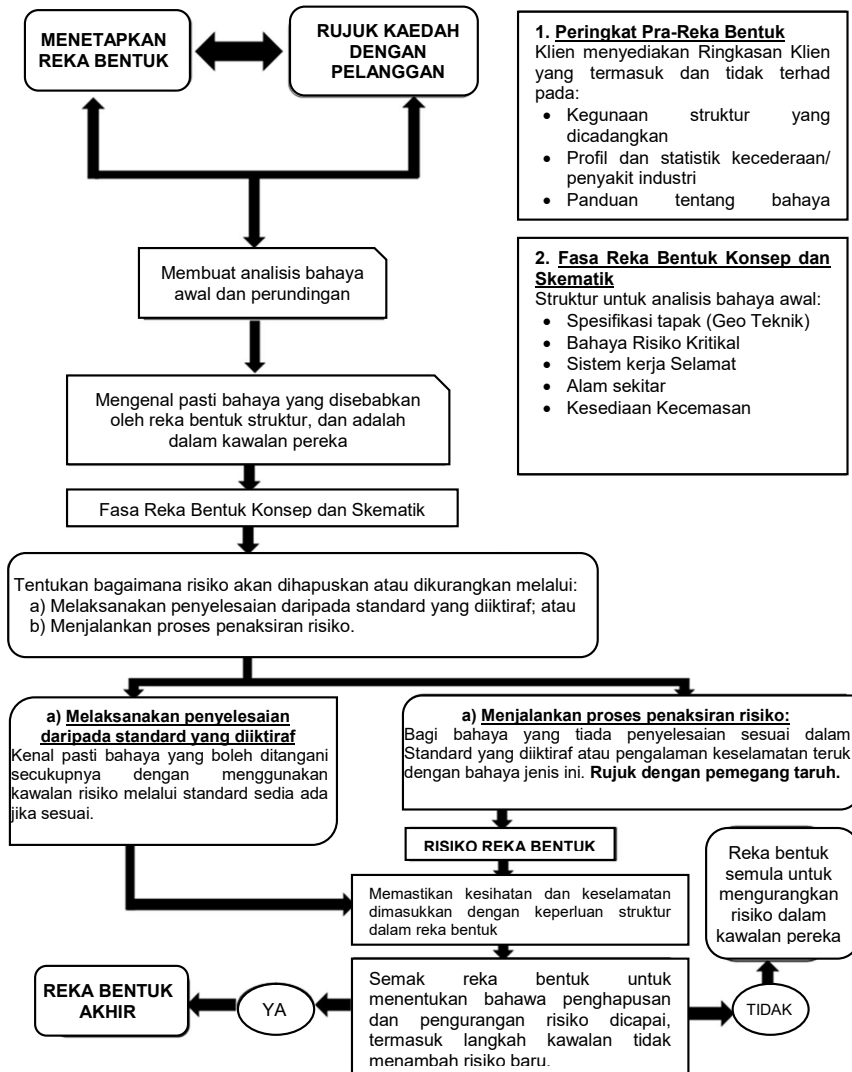 MENETAPKAN
REKA BENTUK
RUJUK KAEDAH
DENGAN
PELANGGAN
1. Peringkat Pra-Reka Bentuk
Klien menyediakan Ringkasan Klien
yang termasuk dan tidak terhad
pada:
• Kegunaan struktur yang
dicadangkan
• Profil dan statistik kecederaan/
penyakit industri
• Panduan tentang bahaya
Membuat analisis bahaya
awal dan perundingan
2. Fasa Reka Bentuk Konsep dan
Skematik
Struktur untuk analisis bahaya awal:
• Spesifikasi tapak (Geo Teknik)
• Bahaya Risiko Kritikal
• Sistem kerja Selamat
• Alam sekitar
• Kesediaan Kecemasan
Mengenal pasti bahaya yang disebabkan
oleh reka bentuk struktur, dan adalah
dalam kawalan pereka
Fasa Reka Bentuk Konsep dan Skematik
Tentukan bagaimana risiko akan dihapuskan atau dikurangkan melalui:
a) Melaksanakan penyelesaian daripada standard yang diiktiraf; atau
b) Menjalankan proses penaksiran risiko.
a) Melaksanakan penyelesaian
daripada standard yang diiktiraf
Kenal pasti bahaya yang boleh ditangani
secukupnya dengan menggunakan
kawalan risiko melalui standard sedia ada
jika sesuai.
a) Menjalankan proses penaksiran risiko:
Bagi bahaya yang tiada penyelesaian sesuai dalam
Standard yang diiktiraf atau pengalaman keselamatan teruk
dengan bahaya jenis ini. Rujuk dengan pemegang taruh.
RISIKO REKA BENTUK
Reka bentuk
semula untuk
mengurangkan
risiko dalam
kawalan pereka
Memastikan kesihatan dan keselamatan
dimasukkan dengan keperluan struktur
dalam reka bentuk
REKA BENTUK
AKHIR
YA
Semak reka bentuk untuk
menentukan bahawa penghapusan
dan pengurangan risiko dicapai,
termasuk langkah kawalan tidak
menambah risiko baru.
TIDAK